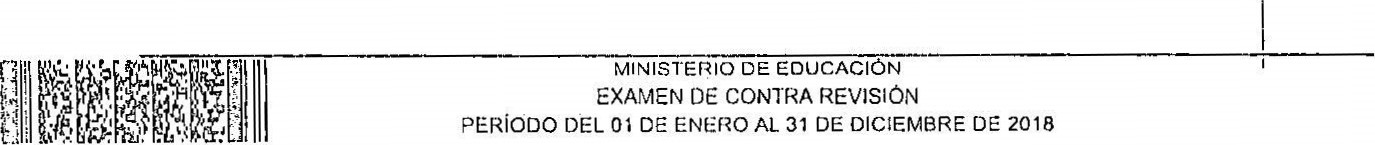 MINISTERIO DE EDUCACIÓN
EXAMEN DE CONTRA REVISIÓN
PERÍODO DEL 01 DE ENERO AL 31 DE DICIEMBRE DE 2018